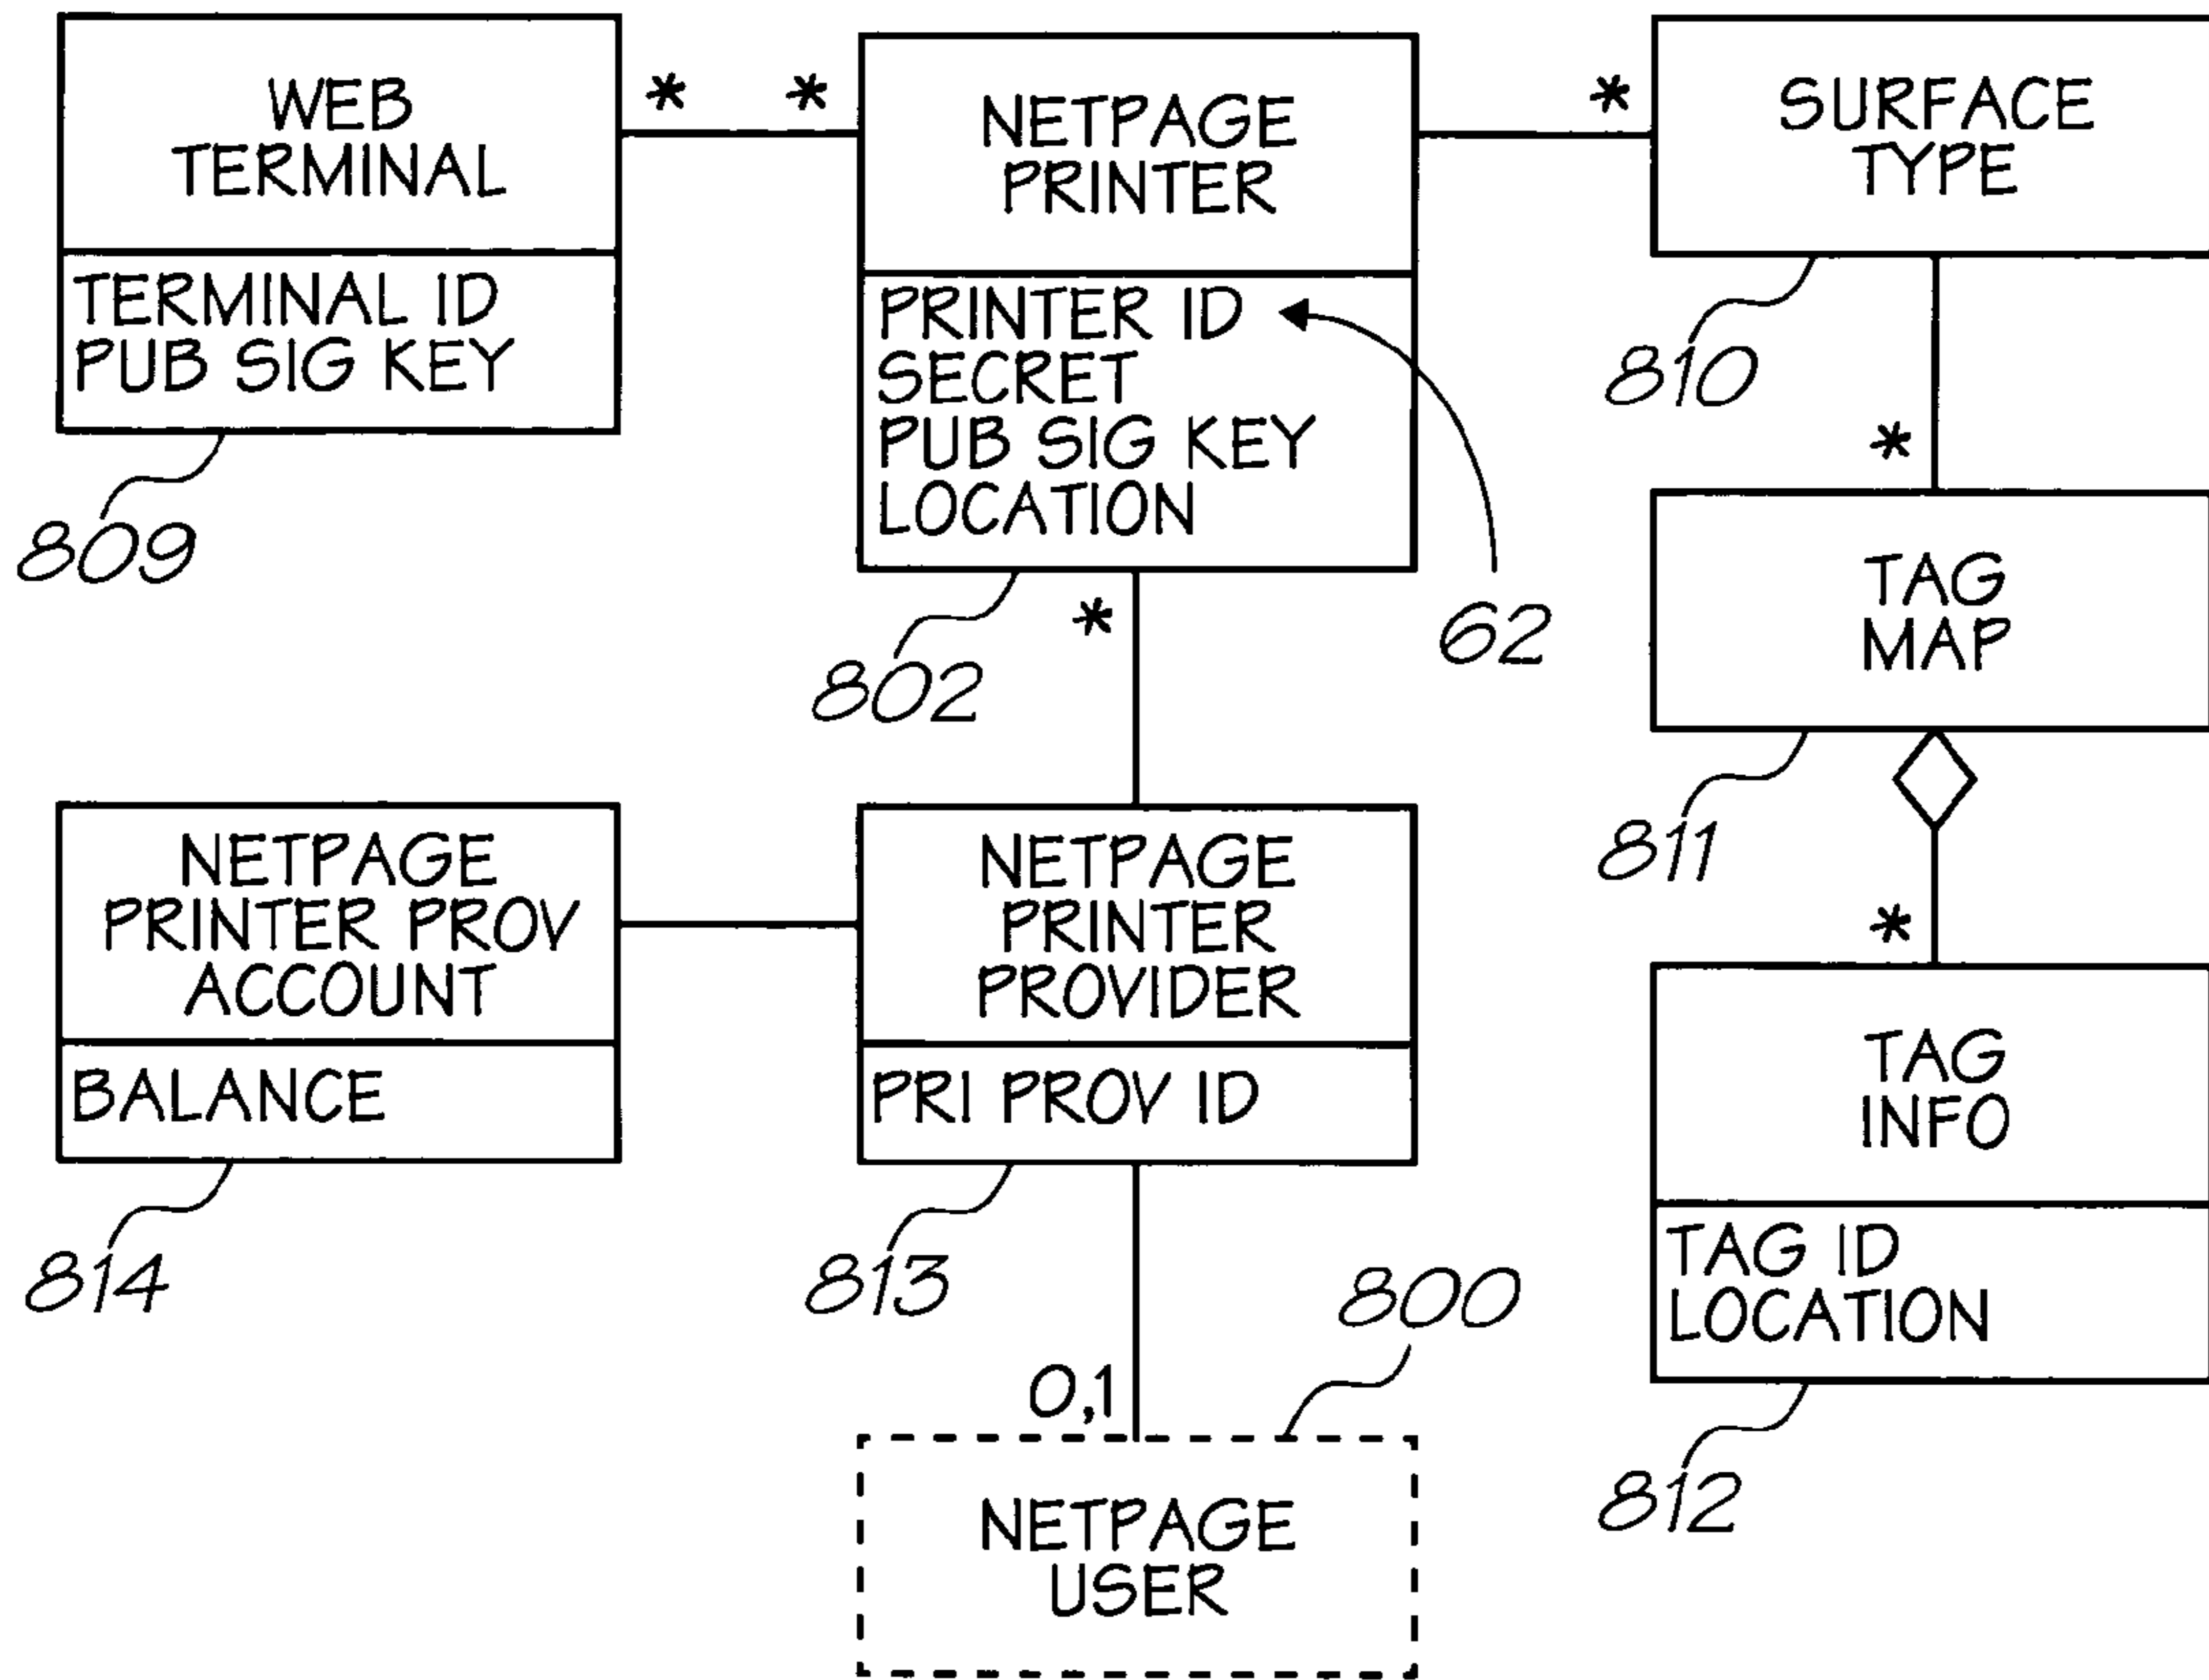 WEB
TERMINAL
TERMINAL ID
PUB SIG KEY
809
*
*
NETPAGE
PRINTER
PRINTER ID
SECRET
PUB SIG KEY
LOCATION
62
802
*
*
SURFACE
TYPE
810
*
TAG
MAP
811
*
TAG
INFO
TAG ID
LOCATION
812
NETPAGE
PRINTER PROV
ACCOUNT
BALANCE
814
NETPAGE
PRINTER
PROVIDER
PRI PROV ID
813
800
0,1
NETPAGE
USER